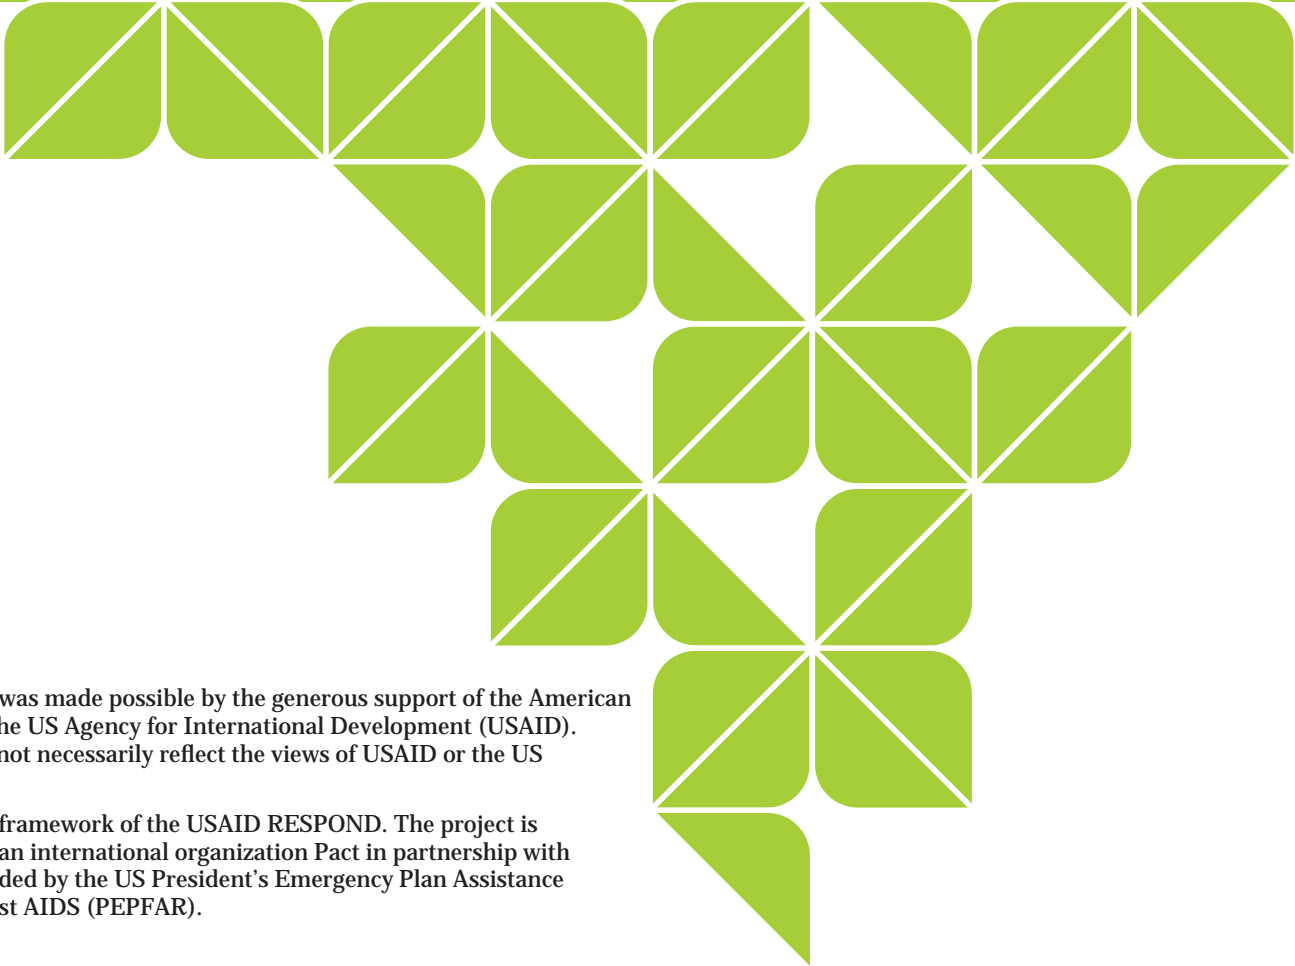 was made possible by the generous support of the American
he US Agency for International Development (USAID).
not necessarily reflect the views of USAID or the US
framework of the USAID RESPOND. The project is
an international organization Pact in partnership with
ded by the US President’s Emergency Plan Assistance
st AIDS (PEPFAR).